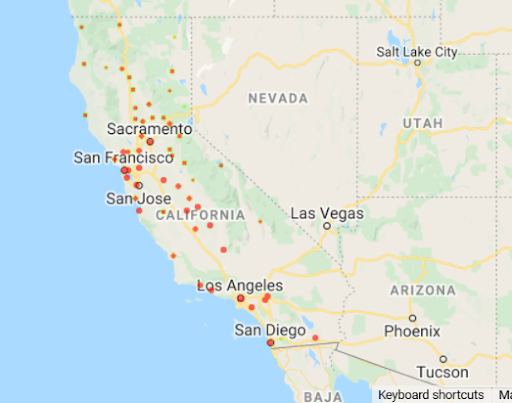 Salt Lake City
NEVADA
Sacramento
UTAH
San Francisco
San Jose
CALIFORNIA
Las Vegas
Los Angeles
ARIZONA
San Diego
Phoenix
Tucson
Keyboard shortcuts
Ma
BAJA